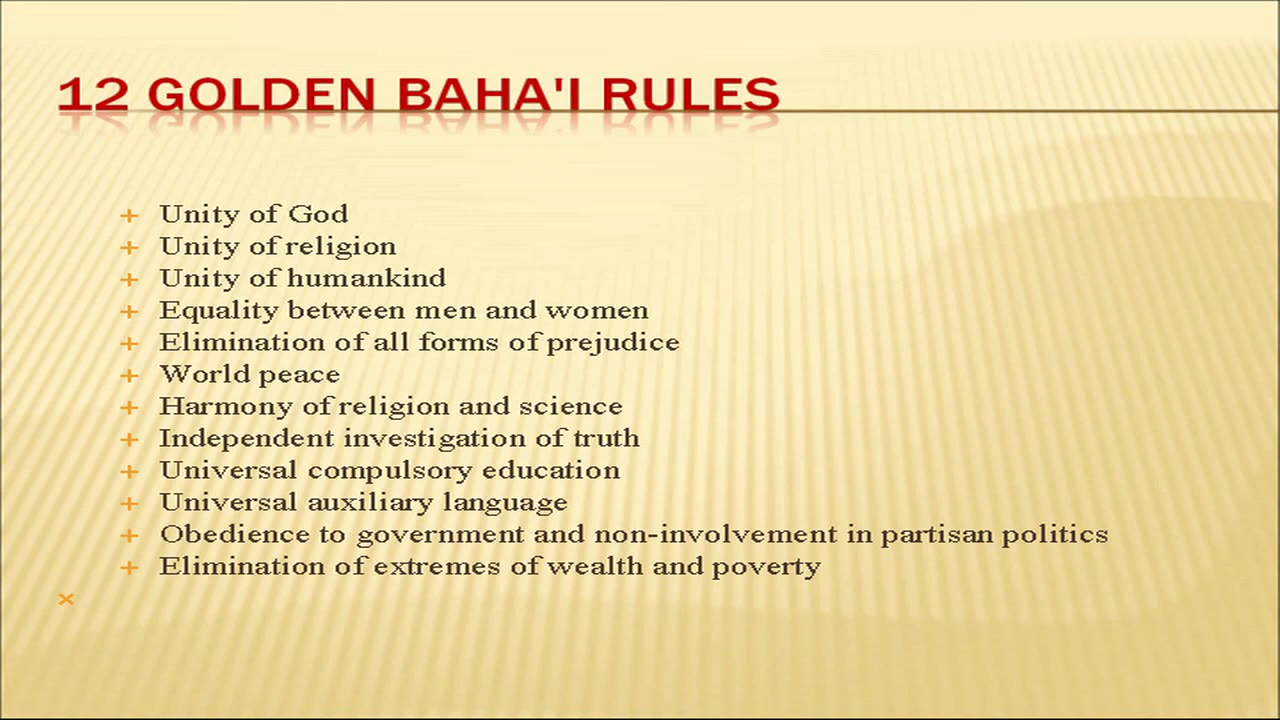 12 GOLDEN BAHA'I RULES
Unity of God
Unity of religion
Unity of humankind
Equality between men and women
Elimination of all forms of prejudice
World peace
Harmony of religion and science
Independent investigation of truth
Universal compulsory education
Universal auxiliary language
Obedience to government and non-involvement in partisan politics
Elimination of extremes of wealth and poverty